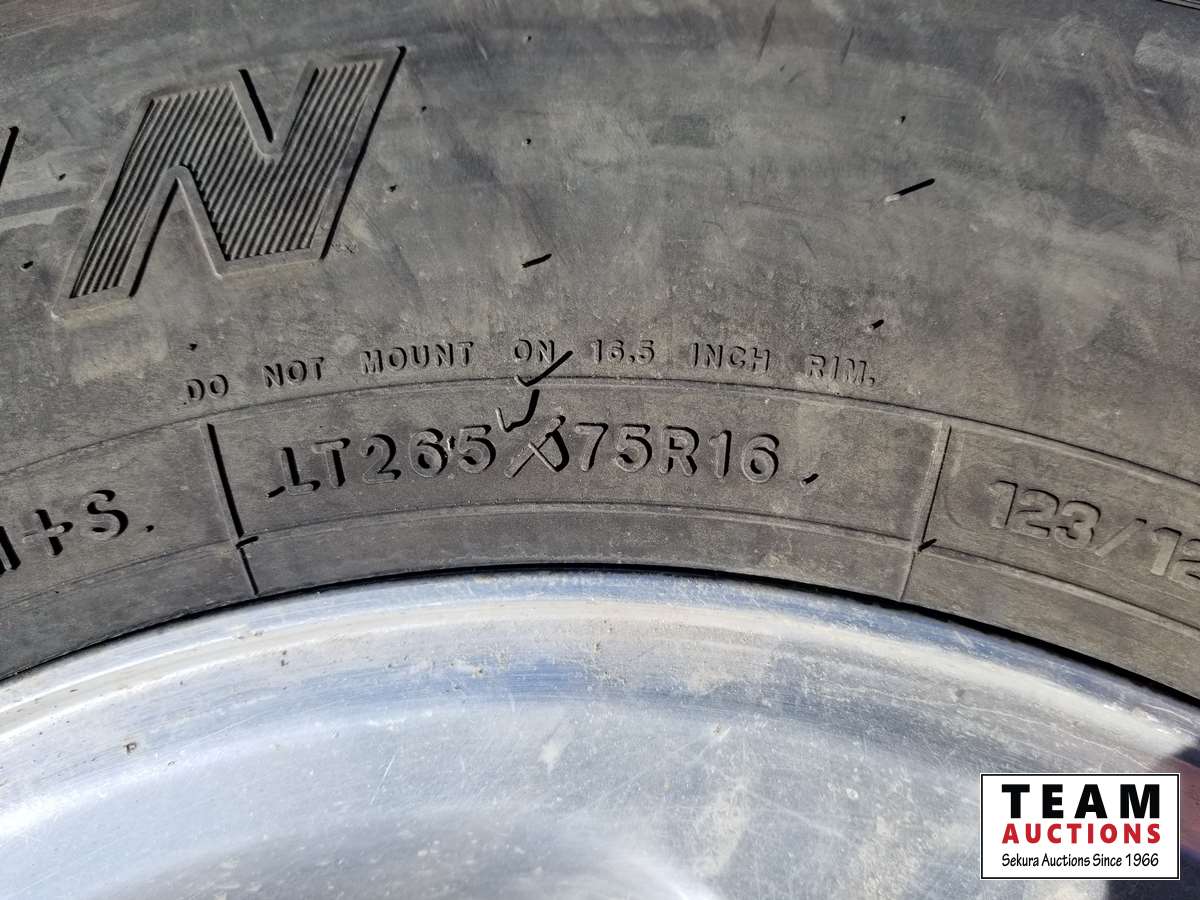 N
DO NOT MOUNT ON 16.5 INCH RIM.
+S.
LT265/75R16
123/12
TEAM
AUCTIONS
Sekura Auctions Since 1966